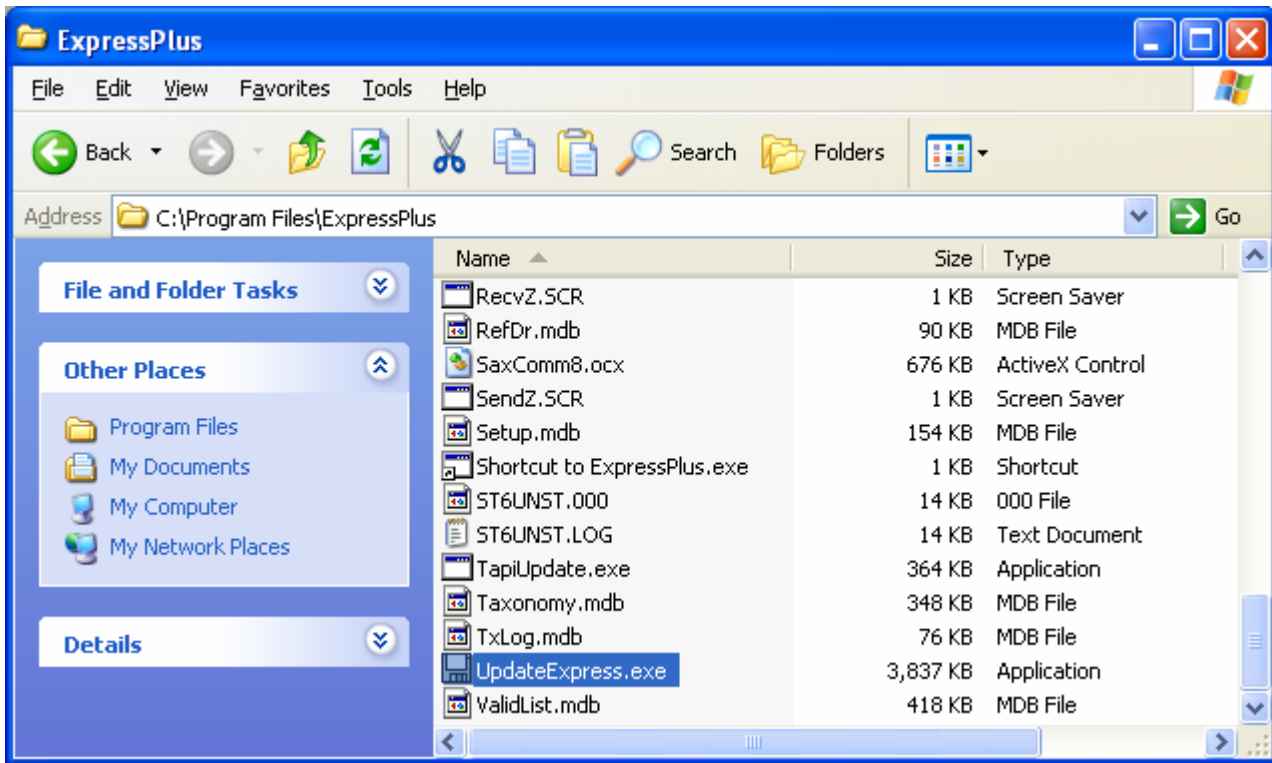 ExpressPlus
File Edit View Favorites Tools Help
Back Search Folders
Address C:\Program Files\ExpressPlus Go
File and Folder Tasks
Other Places
Program Files
My Documents
My Computer
My Network Places
Details
Name Size Type
RecvZ.SCR 1 KB Screen Saver
RefDr.mdb 90 KB MDB File
SaxComm8.ocx 676 KB ActiveX Control
SendZ.SCR 1 KB Screen Saver
Setup.mdb 154 KB MDB File
Shortcut to ExpressPlus.exe 1 KB Shortcut
ST6UNST.000 14 KB 000 File
ST6UNST.LOG 14 KB Text Document
TapiUpdate.exe 364 KB Application
Taxonomy.mdb 348 KB MDB File
TxLog.mdb 76 KB MDB File
UpdateExpress.exe 3,837 KB Application
ValidList.mdb 418 KB MDB File